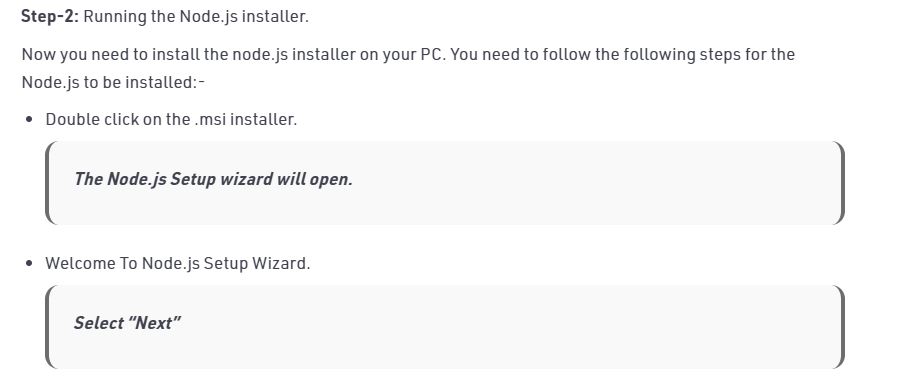 Step-2: Running the Node.js installer.
Now you need to install the node.js installer on your PC. You need to follow the following steps for the
Node.js to be installed:-
• Double click on the .msi installer.
The Node.js Setup wizard will open.
• Welcome To Node.js Setup Wizard.
Select “Next”